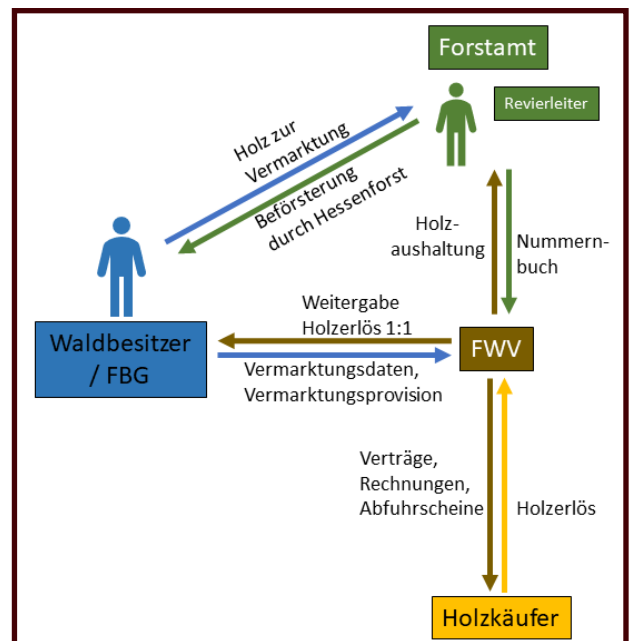 Forstamt
Revierleiter
Holz zur
Vermarktung
Beförsterung
durch Hessenforst
Holz-
aushaltung
Nummern-
buch
Weitergabe
Holzerlös 1:1
Waldbesitzer
/ FBG
FWV
Vermarktungsdaten,
Vermarktungsprovision
Verträge,
Rechnungen,
Abfuhrscheine
Holzerlös
Holzkäufer